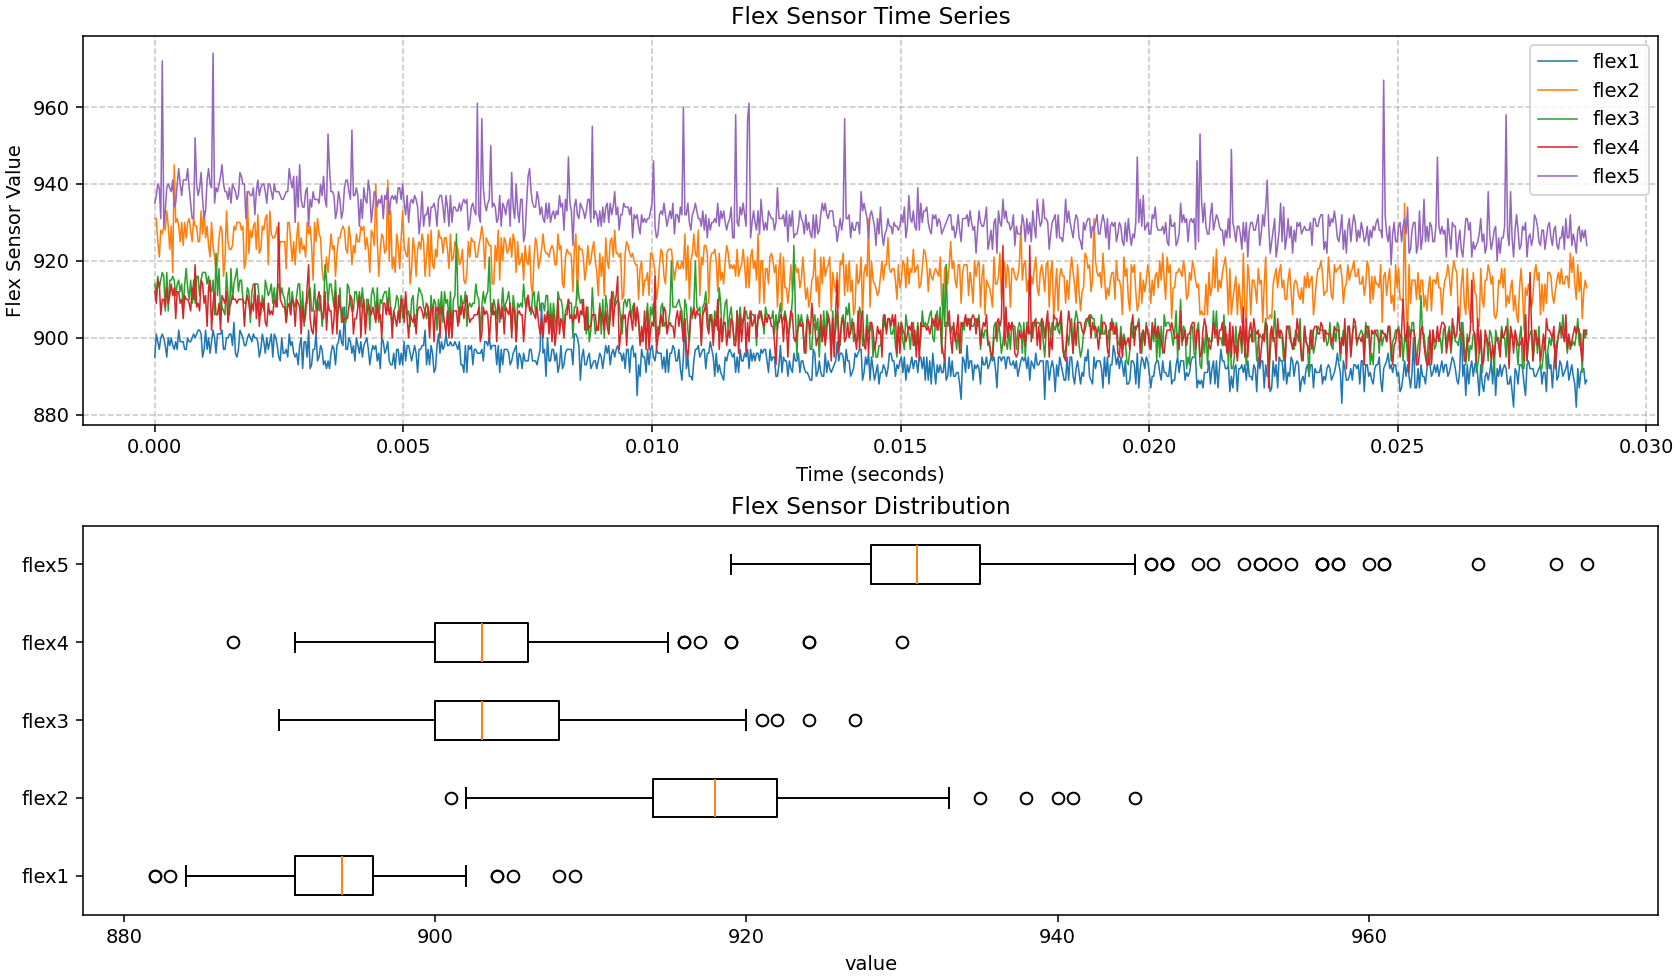 Flex Sensor Time Series
Flex Sensor Value
960
940
920
900
880
flex1
flex2
flex3
flex4
flex5
0.000 0.005 0.010 0.015 0.020 0.025 0.030
Time (seconds)
Flex Sensor Distribution
flex5
flex4
flex3
flex2
flex1
880 900 920 940 960
value